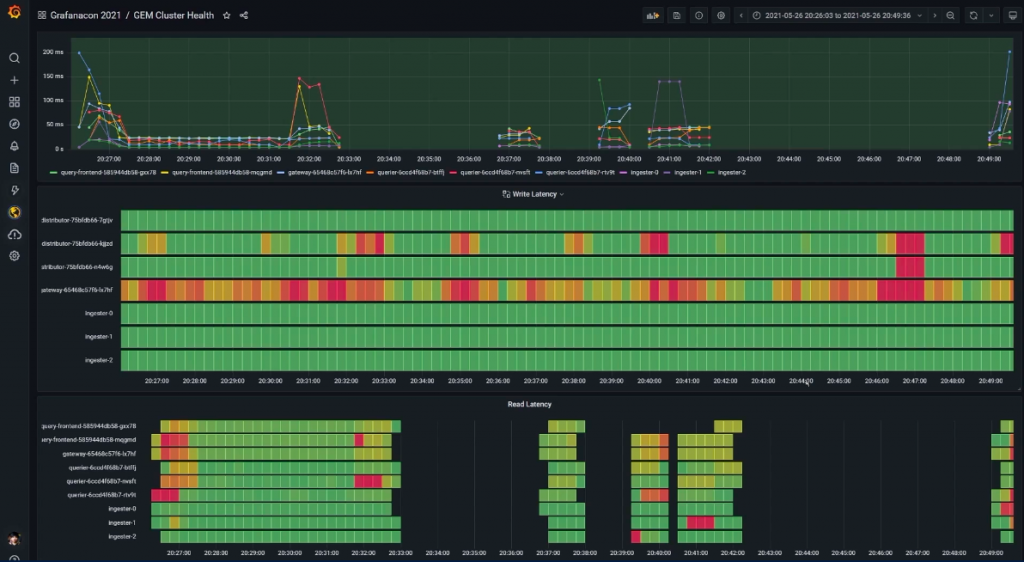 Grafanacon 2021 / GEM Cluster Health
2021-05-26 20:26:03 to 2021-05-26 20:49:36
200 ms
150 ms
100 ms
50 ms
0 s
20:27:00 20:28:00 20:29:00 20:30:00 20:31:00 20:32:00 20:33:00 20:34:00 20:35:00 20:36:00 20:37:00 20:38:00 20:39:00 20:40:00 20:41:00 20:42:00 20:43:00 20:44:00 20:45:00 20:46:00 20:47:00 20:48:00 20:49:00
query-frontend-585944db58-gxx78 query-frontend-585944db58-mqgmd gateway-65468c57f6-lx7hf querier-6ccd4f68b7-btffj querier-6ccd4f68b7-nvsft querier-6ccd4f68b7-rtv9t ingester-0 ingester-1 ingester-2
Write Latency
distributor-75bfdb66-7gtjv
distributor-75bfdb66-kjjzd
stributor-75bfdb66-n4w6g
ateway-65468c57f6-lx7hf
ingester-0
ingester-1
ingester-2
20:27:00 20:28:00 20:29:00 20:30:00 20:31:00 20:32:00 20:33:00 20:34:00 20:35:00 20:36:00 20:37:00 20:38:00 20:39:00 20:40:00 20:41:00 20:42:00 20:43:00 20:44:00 20:45:00 20:46:00 20:47:00 20:48:00 20:49:00
Read Latency
query-frontend-585944db58-gxx78
uery-frontend-585944db58-mqgmd
gateway-65468c57f6-lx7hf
querier-6ccd4f68b7-btffj
querier-6ccd4f68b7-nvsft
querier-6ccd4f68b7-rtv9t
ingester-0
ingester-1
ingester-2
20:27:00 20:28:00 20:29:00 20:30:00 20:31:00 20:32:00 20:33:00 20:34:00 20:35:00 20:36:00 20:37:00 20:38:00 20:39:00 20:40:00 20:41:00 20:42:00 20:43:00 20:44:00 20:45:00 20:46:00 20:47:00 20:48:00 20:49:00